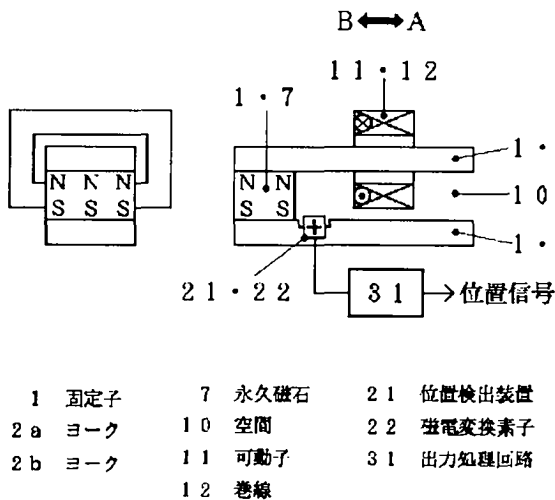 B ⟷ A
11・12
1・7
1・
N N N
S S S
N N
S S
10
1・
21・22
31
位置信号
1 固定子
2a ヨーク
2b ヨーク
7 永久磁石
10 空間
11 可動子
12 巻線
21 位置検出装置
22 磁電変換素子
31 出力処理回路